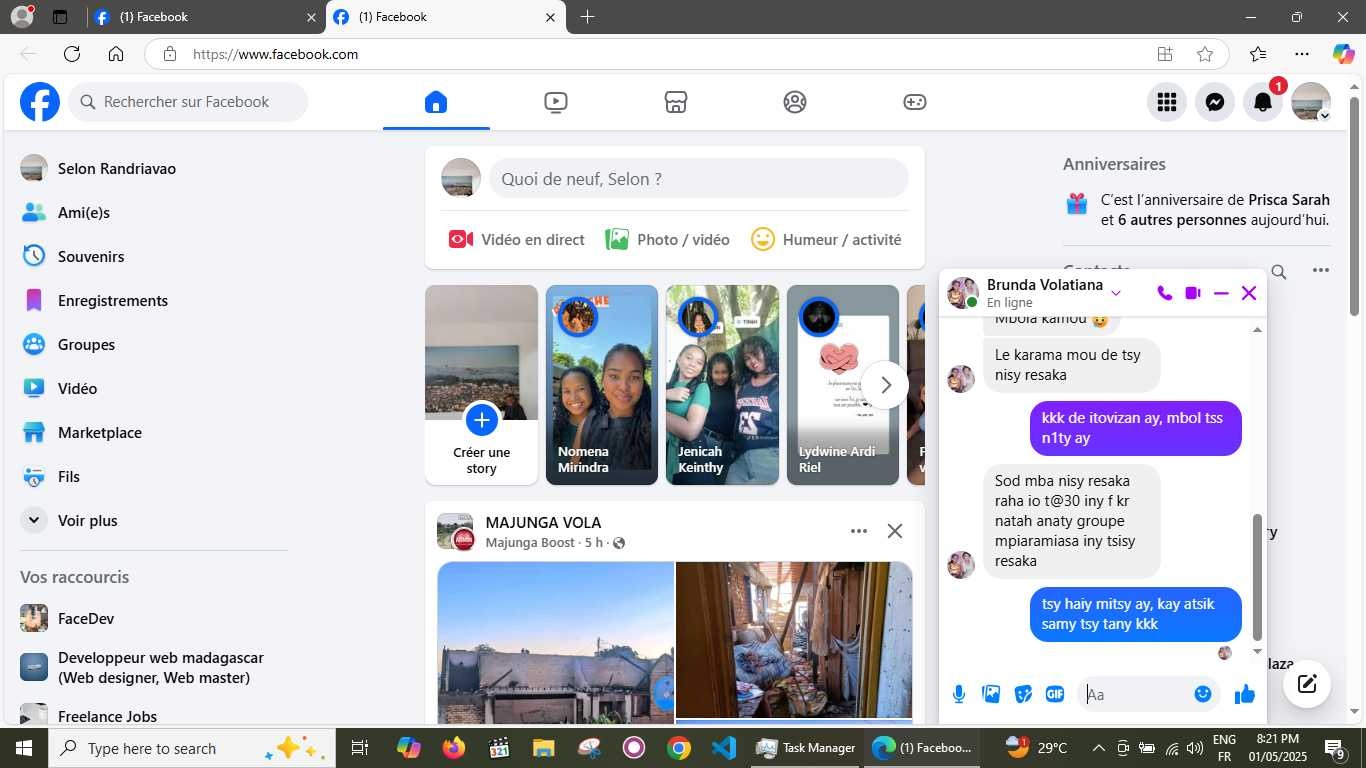 (1) Facebook
(1) Facebook
https://www.facebook.com
Rechercher sur Facebook
1
Selon Randriavao
Ami(e)s
Souvenirs
Enregistrements
Groupes
Vidéo
Marketplace
Fils
Voir plus
Vos raccourcis
FaceDev
Developpeur web madagascar
(Web designer, Web master)
Freelance Jobs
Quoi de neuf, Selon ?
Vidéo en direct
Photo / vidéo
Humeur / activité
Créer une
story
Nomena
Mirindra
Jenicah
Keinthy
Lydwine Ardi
Riel
MAJUNGA VOLA
Majunga Boost · 5 h ·
Anniversaires
C'est l'anniversaire de Prisca Sarah
et 6 autres personnes aujourd'hui.
Contacts
Brunda Volatiana
En ligne
Mbola kamou 😥
Le karama mou de tsy
nisy resaka
kkk de itovizan ay, mbol tss
n1ty ay
Sod mba nisy resaka
raha io t@30 iny f kr
natah anaty groupe
mpiaramiasa iny tsisy
resaka
tsy haiy mitsy ay, kay atsik
samy tsy tany kkk
GIF
Aa
Type here to search
321
Task Manager
(1) Faceboo...
1
29°C
ENG
FR
8:21 PM
01/05/2025
9